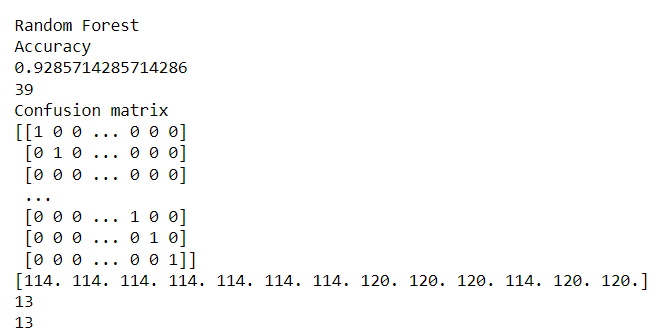 Random Forest
Accuracy
0.9285714285714286
39
Confusion matrix
[[1 0 0 ... 0 0 0]
[0 1 0 ... 0 0 0]
[0 0 0 ... 0 0 0]
...
[0 0 0 ... 1 0 0]
[0 0 0 ... 0 1 0]
[0 0 0 ... 0 0 1]]
[114. 114. 114. 114. 114. 114. 114. 120. 120. 120. 114. 120. 120.]
13
13